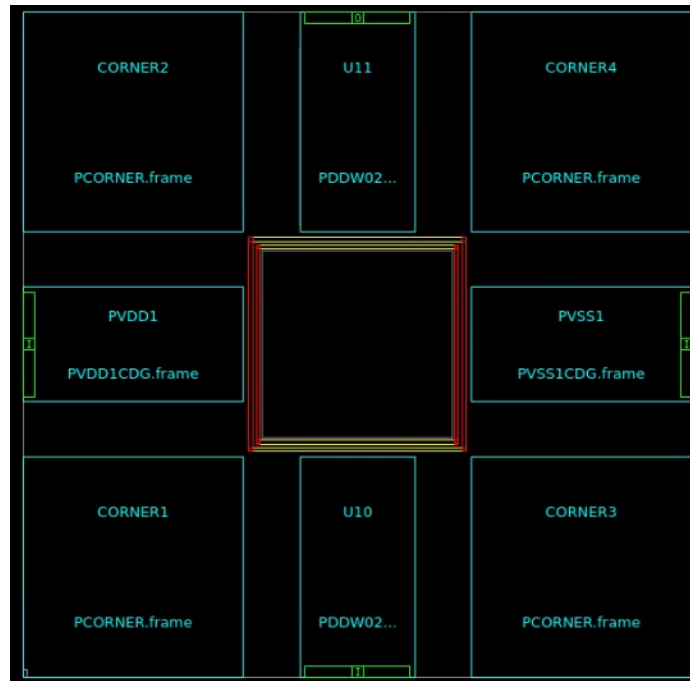 O
CORNER2
U11
CORNER4
PCORNER.frame
PDDW02...
PCORNER.frame
PVDD1
PVSS1
I
I
PVDD1CDG.frame
PVSS1CDG.frame
CORNER1
U10
CORNER3
PCORNER.frame
PDDW02...
PCORNER.frame
I